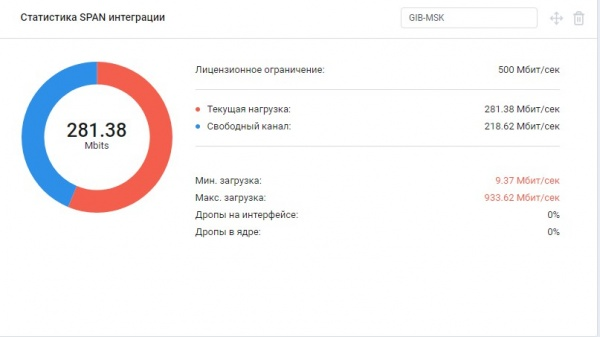 Статистика SPAN интеграции
GIB-MSK
Лицензионное ограничение: 500 Мбит/сек
Текущая нагрузка: 281.38 Мбит/сек
Свободный канал: 218.62 Мбит/сек
281.38
Mbits
Мин. загрузка: 9.37 Мбит/сек
Макс. загрузка: 933.62 Мбит/сек
Дропы на интерфейсе: 0%
Дропы в ядре: 0%